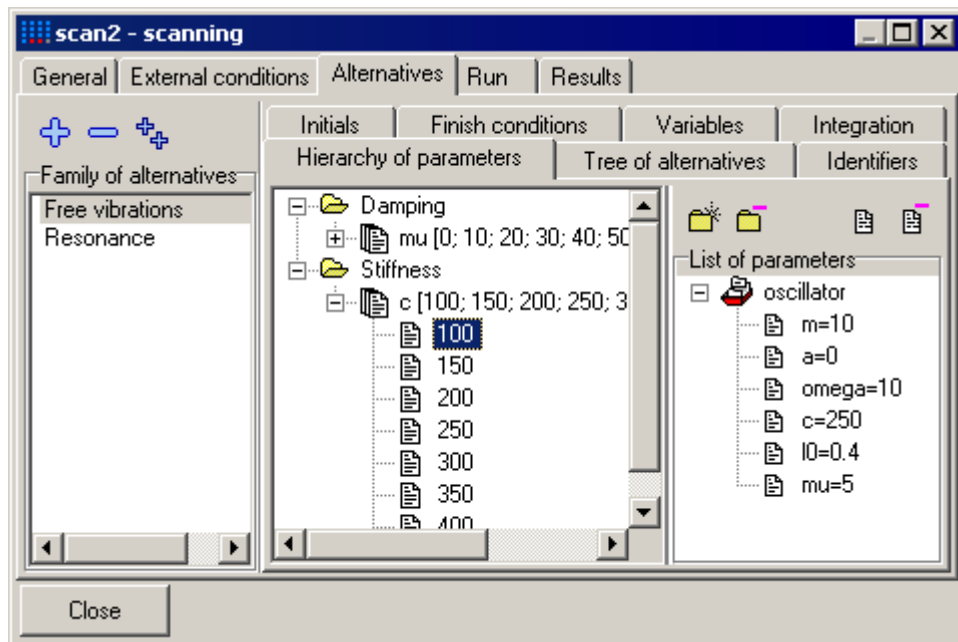 scan2 - scanning
General External conditions Alternatives Run Results
Family of alternatives
Free vibrations
Resonance
Initials Finish conditions Variables Integration
Hierarchy of parameters Tree of alternatives Identifiers
Damping
mu [0; 10; 20; 30; 40; 50
Stiffness
c [100; 150; 200; 250; 3
100
150
200
250
300
350
400
List of parameters
oscillator
m=10
a=0
omega=10
c=250
l0=0.4
mu=5
Close